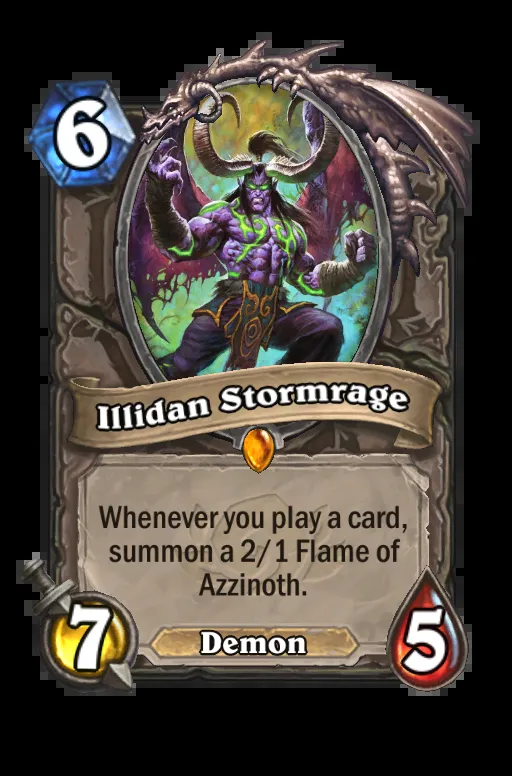 6
Illidan Stormrage
Whenever you play a card,
summon a 2/1 Flame of
Azzinoth.
7
Demon
5